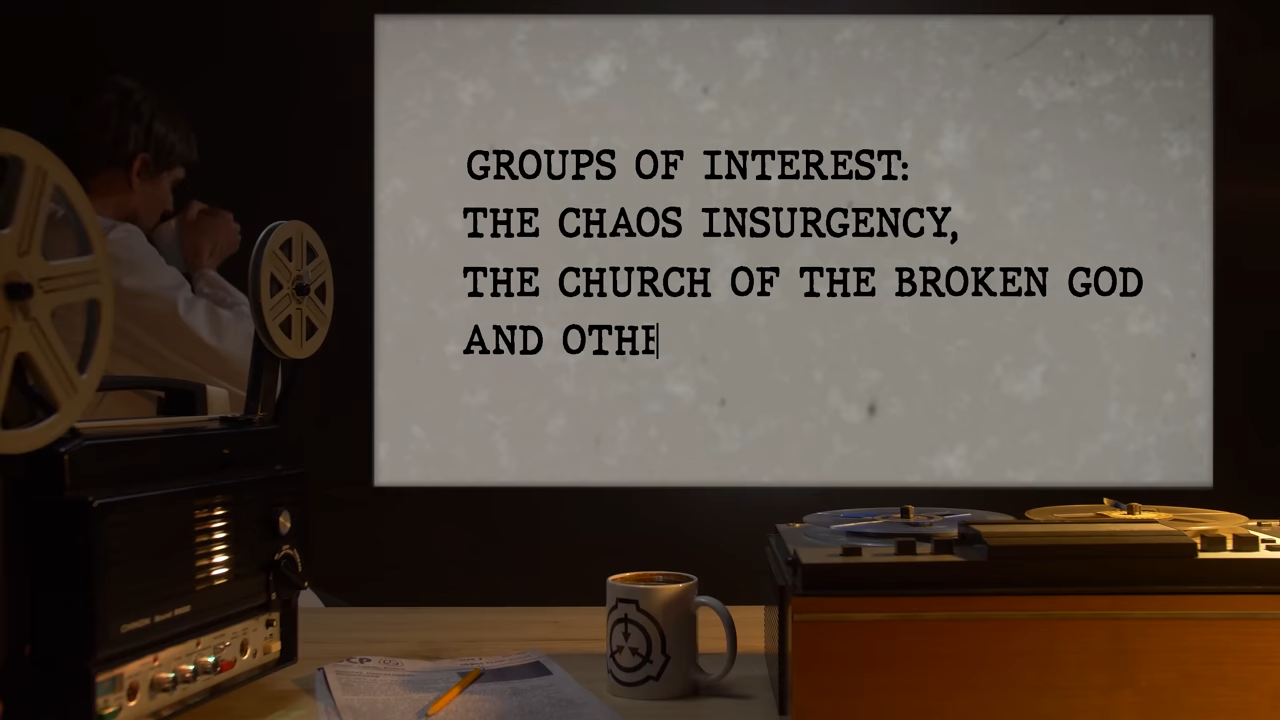 GROUPS OF INTEREST:
THE CHAOS INSURGENCY,
THE CHURCH OF THE BROKEN GOD
AND OTHE